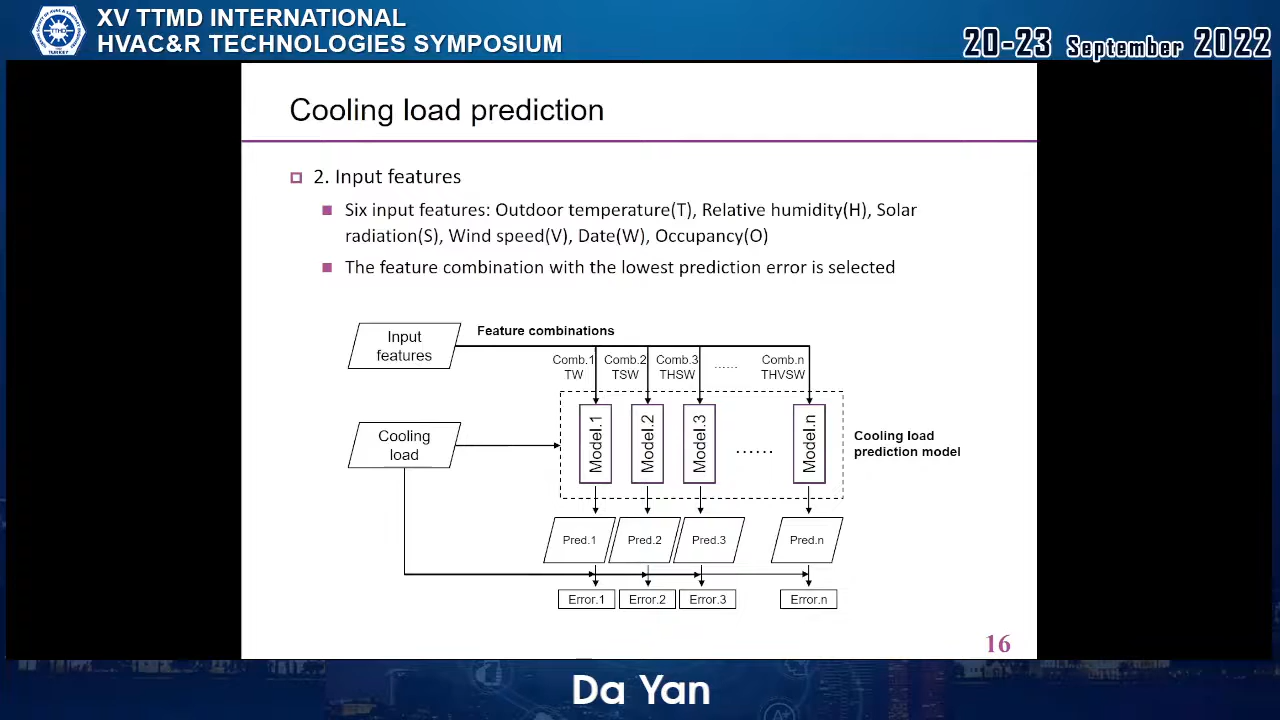 XV TTMD INTERNATIONAL
HVAC&R TECHNOLOGIES SYMPOSIUM
20-23 September 2022
Cooling load prediction
2. Input features
Six input features: Outdoor temperature(T), Relative humidity(H), Solar
radiation(S), Wind speed(V), Date(W), Occupancy(O)
The feature combination with the lowest prediction error is selected
Input
features
Feature combinations
Comb.1 Comb.2 Comb.3 ...... Comb.n
TW TSW THSW THVSW
Cooling
load
Model.1 Model.2 Model.3 ...... Model.n
Cooling load
prediction model
Pred.1 Pred.2 Pred.3 Pred.n
Error.1 Error.2 Error.3 Error.n
16
Da Yan